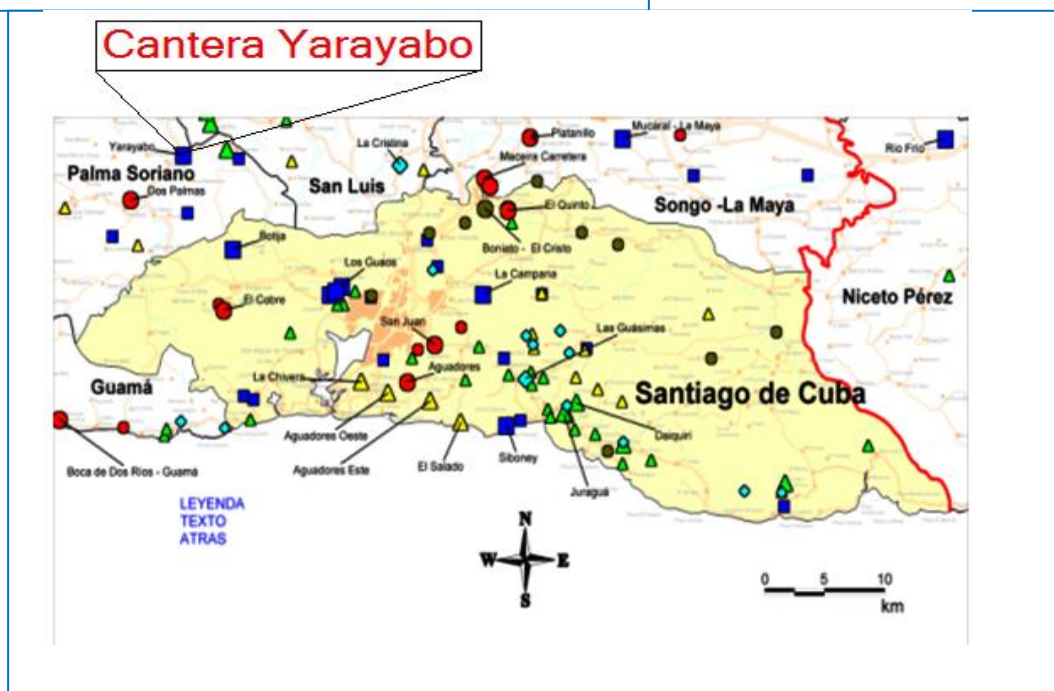 Cantera Yarayabo
Yarayabo
Palma Soriano
Dos Palmas
La Cristina
San Luis
Platanillo
Maceira Carretera
Mucaral - La Maya
Rio Frio
El Quinto
Songo -La Maya
Botija
Boniato - El Cristo
Los Guaos
La Campana
El Cobre
San Juan
Las Guásimas
Niceto Pérez
Guamá
La Chivera
Aguadores
Santiago de Cuba
Aguadores Oeste
Daiquiri
Boca de Dos Rios - Guamá
Aguadores Este
El Salado
Siboney
Juraguá
LEYENDA
TEXTO
ATRAS
N
W E
S
0 5 10
km